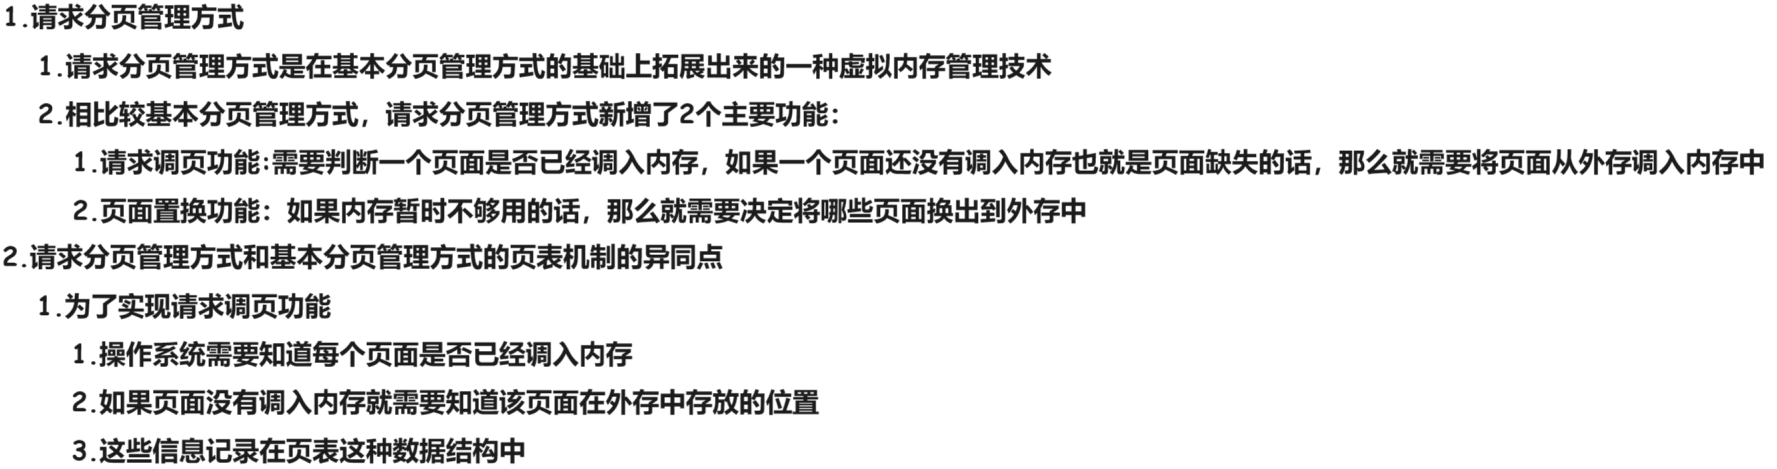 1.请求分页管理方式
1.请求分页管理方式是在基本分页管理方式的基础上拓展出来的一种虚拟内存管理技术
2.相比较基本分页管理方式，请求分页管理方式新增了2个主要功能：
1.请求调页功能:需要判断一个页面是否已经调入内存，如果一个页面还没有调入内存也就是页面缺失的话，那么就需要将页面从外存调入内存中
2.页面置换功能：如果内存暂时不够用的话，那么就需要决定将哪些页面换出到外存中
2.请求分页管理方式和基本分页管理方式的页表机制的异同点
1.为了实现请求调页功能
1.操作系统需要知道每个页面是否已经调入内存
2.如果页面没有调入内存就需要知道该页面在外存中存放的位置
3.这些信息记录在页表这种数据结构中